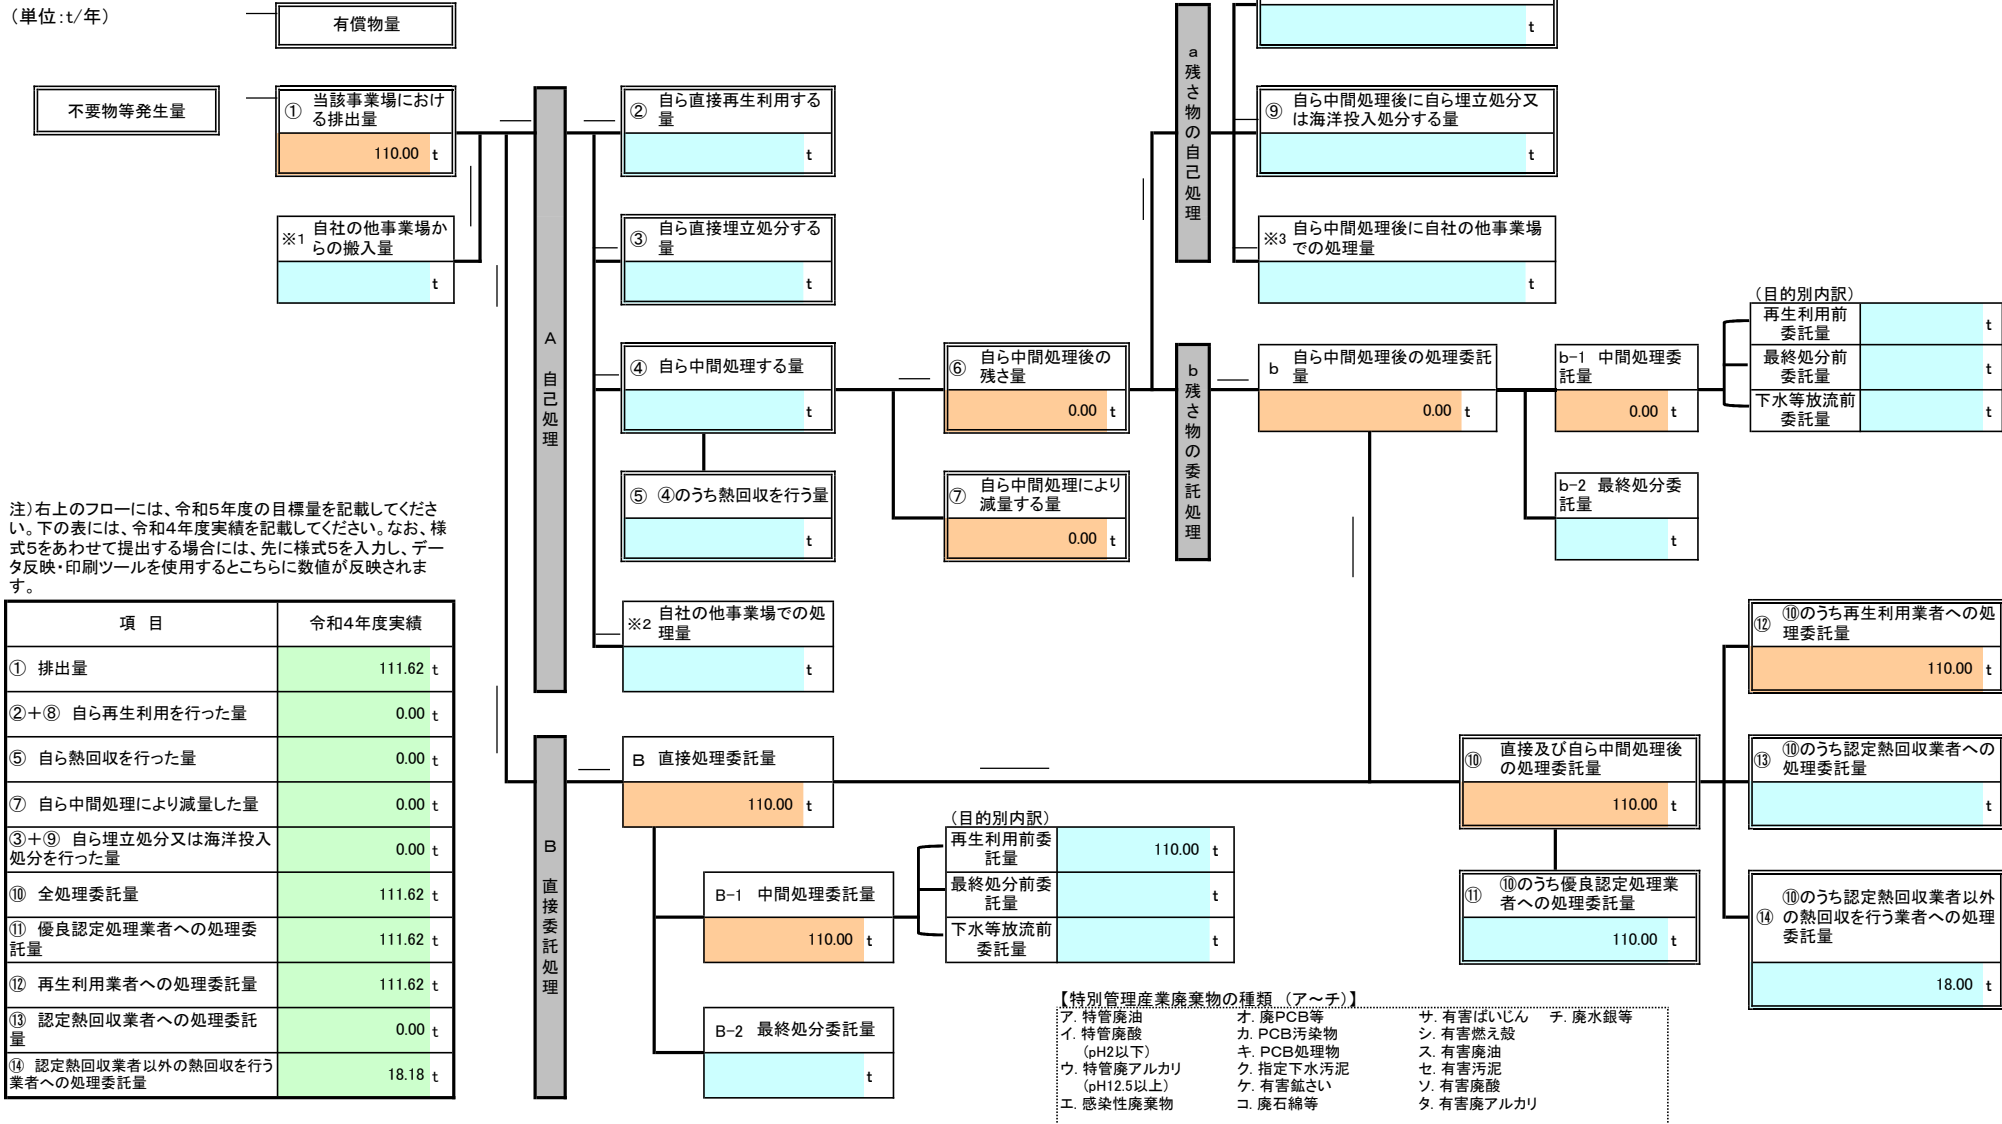 （単位：t/年）
有償物量
t
不要物等発生量
① 当該事業場におけ
る排出量
110.00 t
※1 自社の他事業場か
らの搬入量
t
A 自己処理
② 自ら直接再生利用する
量
t
③ 自ら直接埋立処分する
量
t
④ 自ら中間処理する量
t
⑤ ④のうち熱回収を行う量
t
※2 自社の他事業場での処
理量
t
⑥ 自ら中間処理後の
残さ量
0.00 t
⑦ 自ら中間処理により
減量する量
0.00 t
a 残さ物の自己処理
⑨ 自ら中間処理後に自ら埋立処分又
は海洋投入処分する量
t
※3 自ら中間処理後に自社の他事業場
での処理量
t
b 残さ物の委託処理
b 自ら中間処理後の処理委託
量
0.00 t
b-1 中間処理委
託量
0.00 t
b-2 最終処分委
託量
t
（目的別内訳）
再生利用前
委託量
t
最終処分前
委託量
t
下水等放流前
委託量
t
注）右上のフローには、令和5年度の目標量を記載してくださ
い。下の表には、令和4年度実績を記載してください。なお、様
式5をあわせて提出する場合には、先に様式5を入力し、デー
タ反映・印刷ツールを使用するとこちらに数値が反映されま
す。
項 目 令和4年度実績
① 排出量 111.62 t
②＋⑧ 自ら再生利用を行った量 0.00 t
⑤ 自ら熱回収を行った量 0.00 t
⑦ 自ら中間処理により減量した量 0.00 t
③＋⑨ 自ら埋立処分又は海洋投入
処分を行った量 0.00 t
⑩ 全処理委託量 111.62 t
⑪ 優良認定処理業者への処理委
託量 111.62 t
⑫ 再生利用業者への処理委託量 111.62 t
⑬ 認定熱回収業者への処理委託
量 0.00 t
⑭ 認定熱回収業者以外の熱回収を行う
業者への処理委託量 18.18 t
B 直接委託処理
B 直接処理委託量
110.00 t
B-1 中間処理委託量
110.00 t
B-2 最終処分委託量
t
（目的別内訳）
再生利用前委
託量
110.00 t
最終処分前委
託量
t
下水等放流前
委託量
t
⑩ 直接及び自ら中間処理後
の処理委託量
110.00 t
⑪ ⑩のうち優良認定処理業
者への処理委託量
110.00 t
⑫ ⑩のうち再生利用業者への処
理委託量
110.00 t
⑬ ⑩のうち認定熱回収業者への
処理委託量
t
⑭ ⑩のうち認定熱回収業者以外
の熱回収を行う業者への処理
委託量
18.00 t
【特別管理産業廃棄物の種類 （ア～チ）】
ア. 特管廃油 オ. 廃PCB等 サ. 有害ばいじん チ. 廃水銀等
イ. 特管廃酸 カ. PCB汚染物 シ. 有害燃え殻
（pH2以下） キ. PCB処理物 ス. 有害廃油
ウ. 特管廃アルカリ ク. 指定下水汚泥 セ. 有害汚泥
（pH12.5以上） ケ. 有害鉱さい ソ. 有害廃酸
エ. 感染性廃棄物 コ. 廃石綿等 タ. 有害廃アルカリ